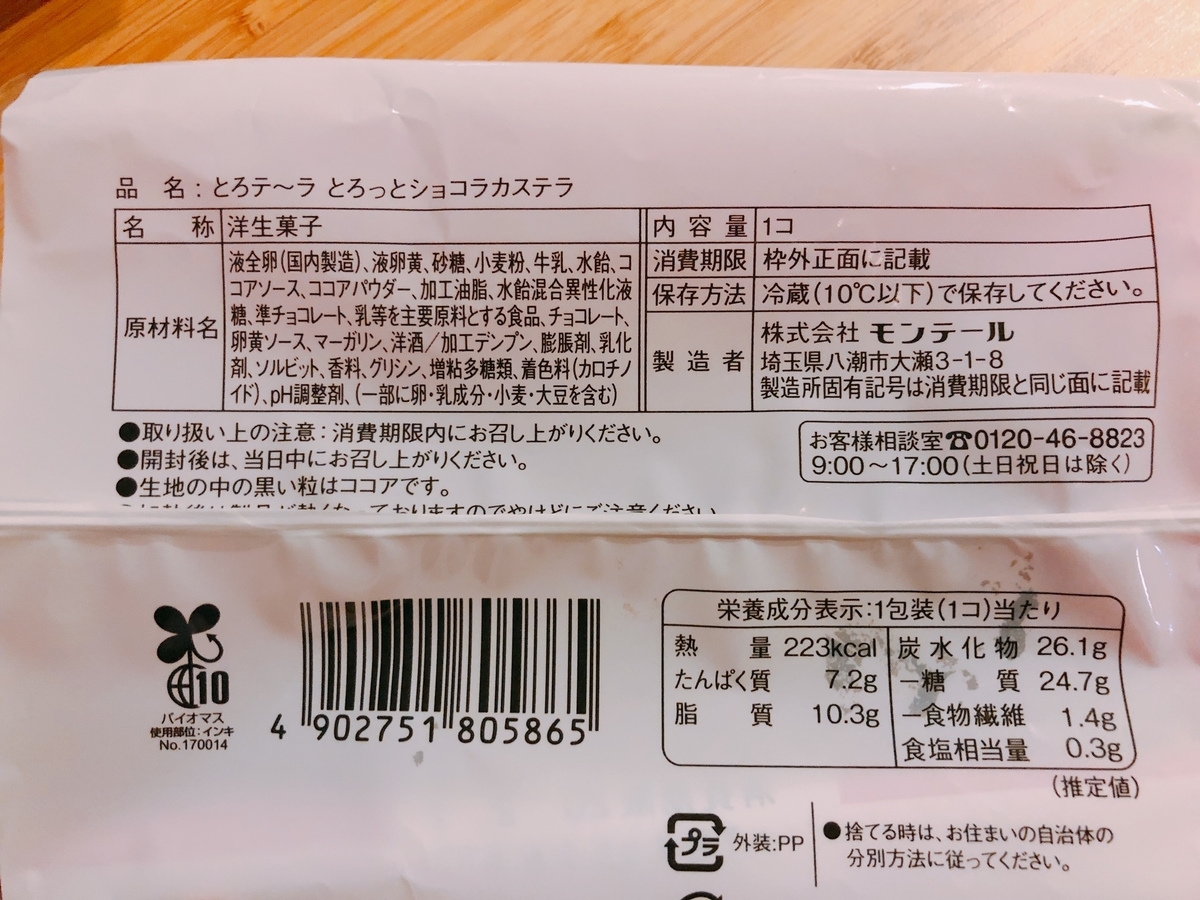 品 名：とろテ～ラ とろっとショコラカステラ
名 称 洋生菓子
原材料名
液全卵(国内製造)、液卵黄、砂糖、小麦粉、牛乳、水飴、コ
コアソース、ココアパウダー、加工油脂、水飴混合異性化液
糖、準チョコレート、乳等を主要原料とする食品、チョコレート、
卵黄ソース、マーガリン、洋酒／加工デンプン、膨脹剤、乳化
剤、ソルビット、香料、グリシン、増粘多糖類、着色料(カロチノ
イド)、pH調整剤、(一部に卵・乳成分・小麦・大豆を含む)
内容量 1コ
消費期限 枠外正面に記載
保存方法 冷蔵(10℃以下)で保存してください。
製造者
株式会社 モンテール
埼玉県八潮市大瀬3-1-8
製造所固有記号は消費期限と同じ面に記載
●取り扱い上の注意：消費期限内にお召し上がりください。
●開封後は、当日中にお召し上がりください。
●生地の中の黒い粒はココアです。
お客様相談室☎0120-46-8823
9:00～17:00(土日祝日は除く)
10
バイオマス
使用部位：インキ
No.170014
4 902751 805865
栄養成分表示：1包装(1コ)当たり
熱 量 223kcal
たんぱく質 7.2g
脂 質 10.3g
炭水化物 26.1g
－糖 質 24.7g
－食物繊維 1.4g
食塩相当量 0.3g
(推定値)
プラ 外装：PP
●捨てる時は、お住まいの自治体の
分別方法に従ってください。